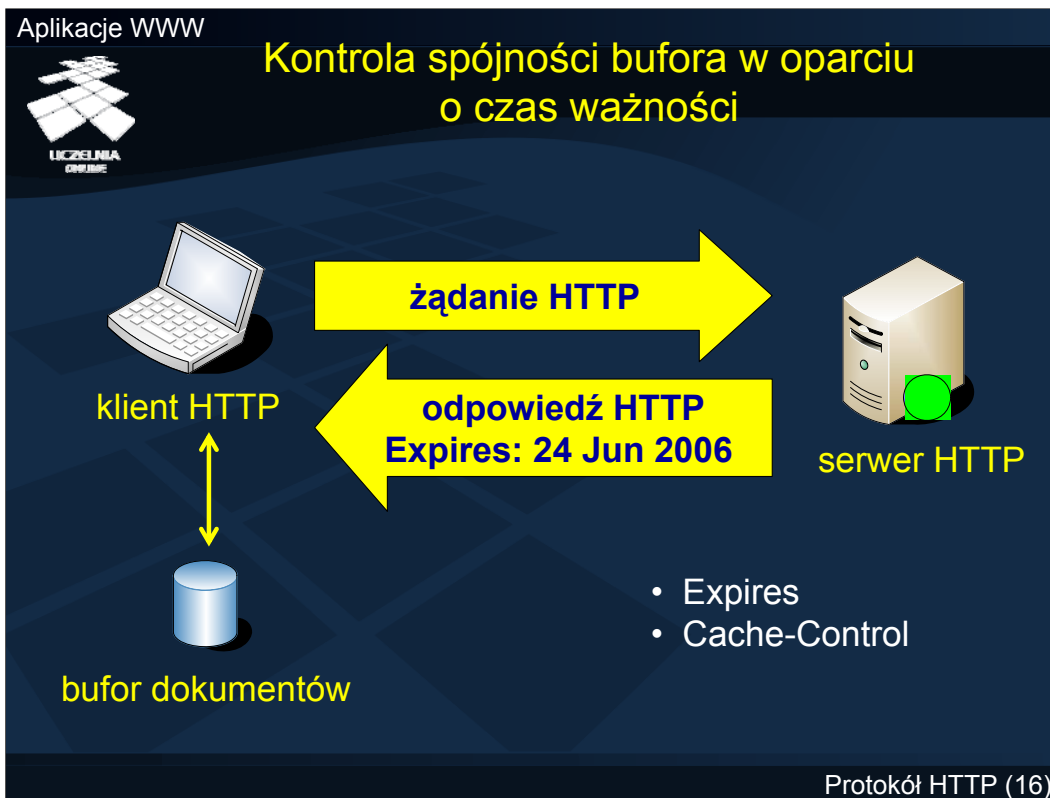 Aplikacje WWW
Kontrola spójności bufora w oparciu
o czas ważności
UCZELNIA
ONLINE
żądanie HTTP
klient HTTP
odpowiedź HTTP
Expires: 24 Jun 2006
serwer HTTP
• Expires
• Cache-Control
bufor dokumentów
Protokół HTTP (16)